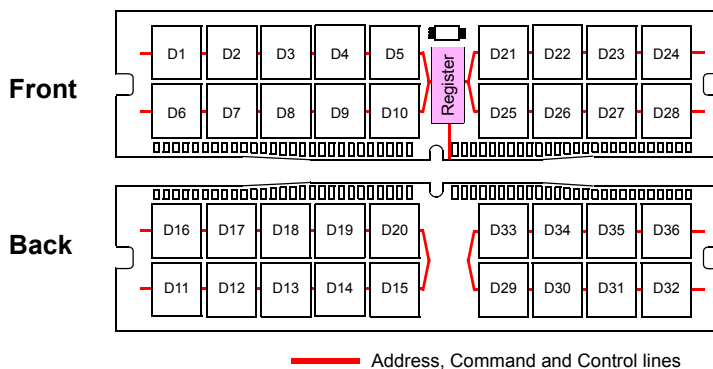 D1 D2 D3 D4 D5 D21 D22 D23 D24
Front
Register
D6 D7 D8 D9 D10 D25 D26 D27 D28
D16 D17 D18 D19 D20 D33 D34 D35 D36
Back
D11 D12 D13 D14 D15 D29 D30 D31 D32
Address, Command and Control lines